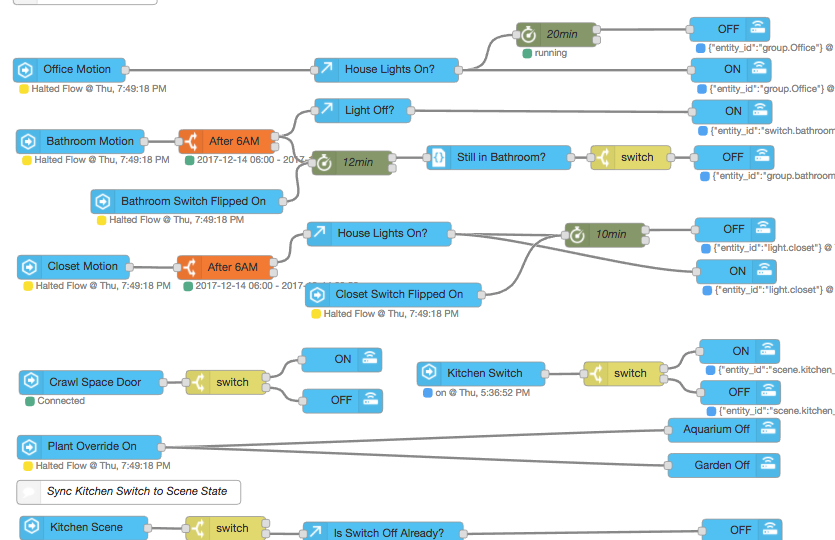 20min
running
OFF
{"entity_id":"group.Office"} @
Office Motion
Halted Flow @ Thu, 7:49:18 PM
House Lights On?
ON
{"entity_id":"group.Office"} @
Light Off?
ON
{"entity_id":"switch.bathroom
Bathroom Motion
Halted Flow @ Thu, 7:49:18 PM
After 6AM
2017-12-14 06:00 - 2017-
12min
Still in Bathroom?
switch
OFF
{"entity_id":"group.bathroom
Bathroom Switch Flipped On
Halted Flow @ Thu, 7:49:18 PM
House Lights On?
10min
OFF
{"entity_id":"light.closet"} @
Closet Motion
Halted Flow @ Thu, 7:49:18 PM
After 6AM
2017-12-14 06:00 - 2017-
ON
{"entity_id":"light.closet"} @
Closet Switch Flipped On
Halted Flow @ Thu, 7:49:18 PM
Crawl Space Door
Connected
switch
ON
OFF
Kitchen Switch
on @ Thu, 5:36:52 PM
switch
ON
{"entity_id":"scene.kitchen_
OFF
{"entity_id":"scene.kitchen_
Plant Override On
Halted Flow @ Thu, 7:49:18 PM
Aquarium Off
Garden Off
Sync Kitchen Switch to Scene State
Kitchen Scene
switch
Is Switch Off Already?
OFF